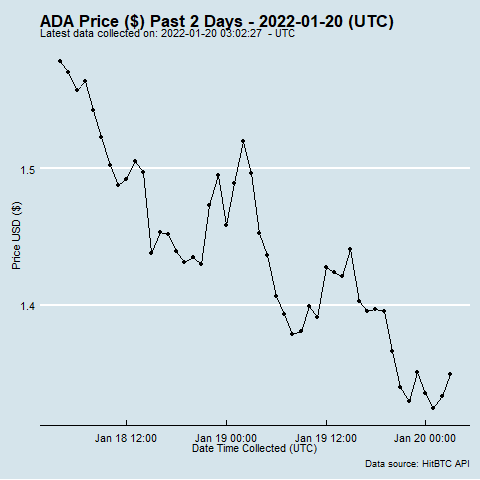 ADA Price ($) Past 2 Days - 2022-01-20 (UTC)
Latest data collected on: 2022-01-20 03:02:27  - UTC
1.5
Price USD ($)
1.4
Jan 18 12:00 Jan 19 00:00 Jan 19 12:00 Jan 20 00:00
Date Time Collected (UTC)
Data source: HitBTC API